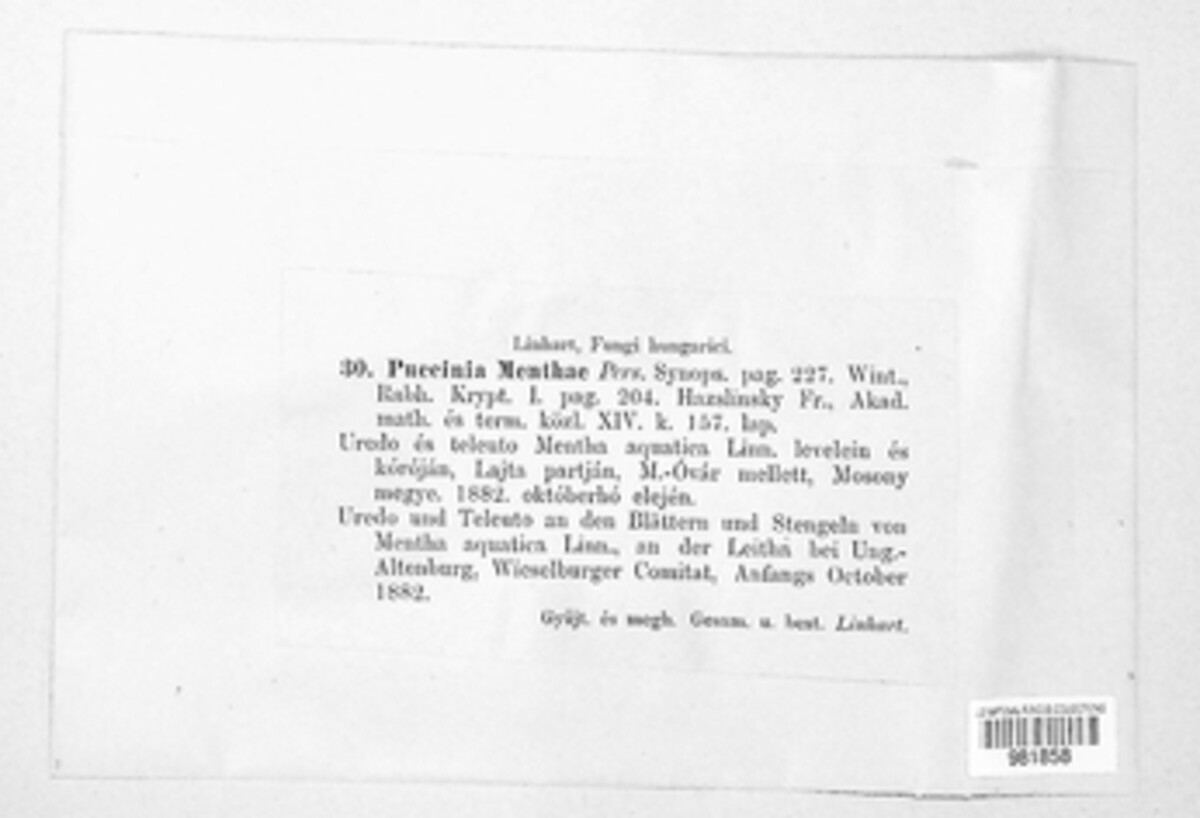 Linhart, Fungi hungarici.
30. Puccinia Menthae Pers. Synops. pag. 227. Wint.,
Rabh. Krypt. I. pag. 204. Hazslinsky Fr., Akad.
math. és term. közl. XIV. k. 157. lap.
Uredo és teleuto Mentha aquatica Linn. levelein és
kóróján, Lajta partján, M.-Óvár mellett, Mosony
megye. 1882. októberhó elején.
Uredo und Teleuto an den Blättern und Stengeln von
Mentha aquatica Linn., an der Leitha bei Ung.-
Altenburg, Wieselburger Comitat, Anfangs October
1882.
Gyűjt. és megh. Gesam. u. best. Linhart.
981858